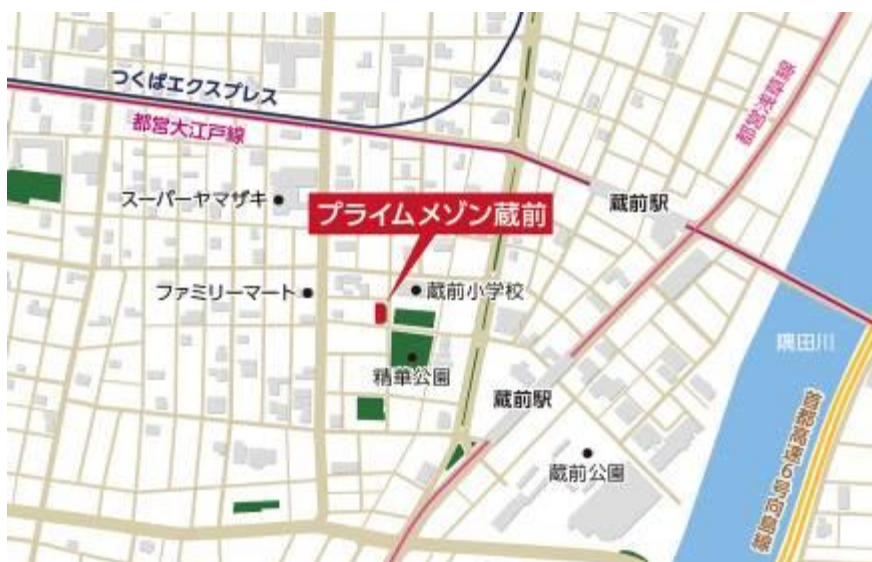 つくばエクスプレス
都営大江戸線
都営浅草線
スーパーヤマザキ
蔵前駅
プライムメゾン蔵前
ファミリーマート
蔵前小学校
隅田川
精華公園
蔵前駅
首都高速6号向島線
蔵前公園